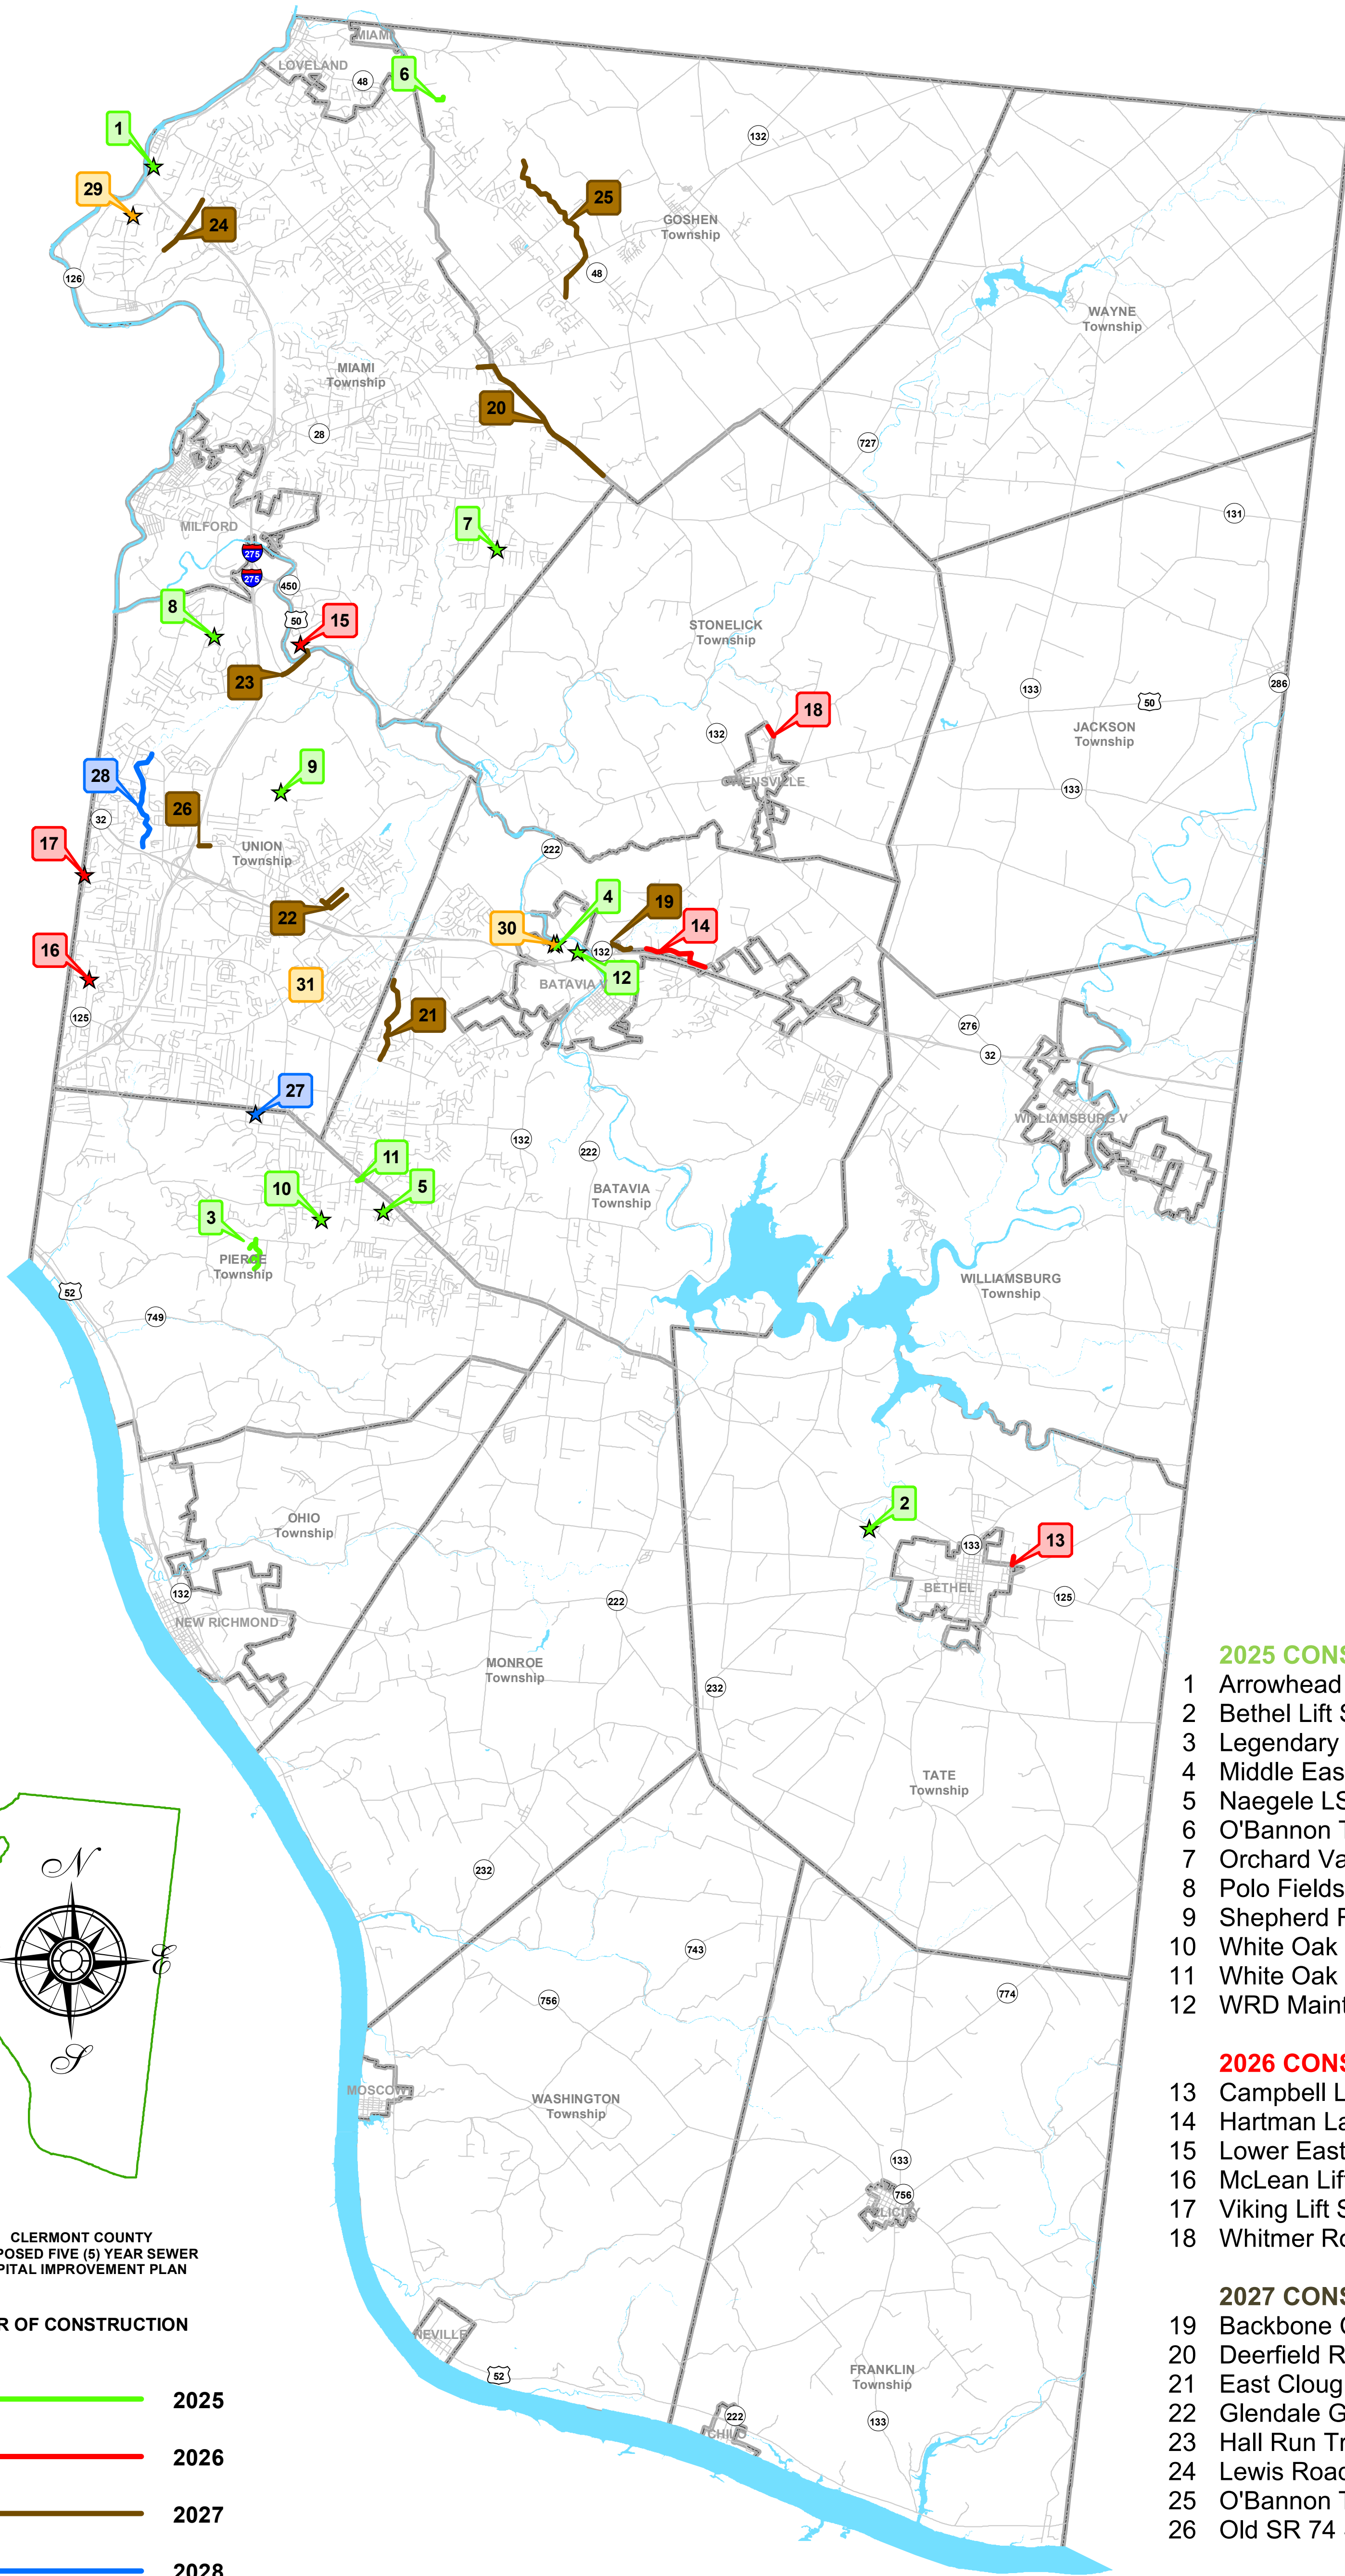 MIAMI
LOVELAND
48
6
1
132
29
25
24
GOSHEN
Township
48
126
WAYNE
Township
MIAMI
Township
20
28
727
131
7
MILFORD
275
275
450
8
50
15
STONELICK
Township
23
286
133
50
18
JACKSON
Township
132
9
28
OWENSVILLE
133
26
32
17
UNION
Township
222
4
19
22
14
30
132
16
12
31
BATAVIA V
21
125
276
32
27
WILLIAMSBURG V
132
222
11
10
5
BATAVIA
Township
3
PIERCE
Township
WILLIAMSBURG
Township
52
749
2
OHIO
Township
13
133
BETHEL
132
222
125
NEW RICHMOND
MONROE
Township
232
TATE
Township
232
743
756
774
MOSCOW
WASHINGTON
Township
133
756
FELICITY
NEVILLE
52
FRANKLIN
Township
222
133
CHILO
N
E
S
CLERMONT COUNTY
POSED FIVE (5) YEAR SEWER
PITAL IMPROVEMENT PLAN
R OF CONSTRUCTION
2025
2026
2027
2028
2025 CONS
1 Arrowhead
2 Bethel Lift S
3 Legendary
4 Middle Eas
5 Naegele LS
6 O'Bannon T
7 Orchard Va
8 Polo Fields
9 Shepherd R
10 White Oak
11 White Oak
12 WRD Maint
2026 CONS
13 Campbell L
14 Hartman La
15 Lower East
16 McLean Lif
17 Viking Lift S
18 Whitmer Ro
2027 CONS
19 Backbone C
20 Deerfield R
21 East Cloug
22 Glendale G
23 Hall Run Tr
24 Lewis Road
25 O'Bannon T
26 Old SR 74